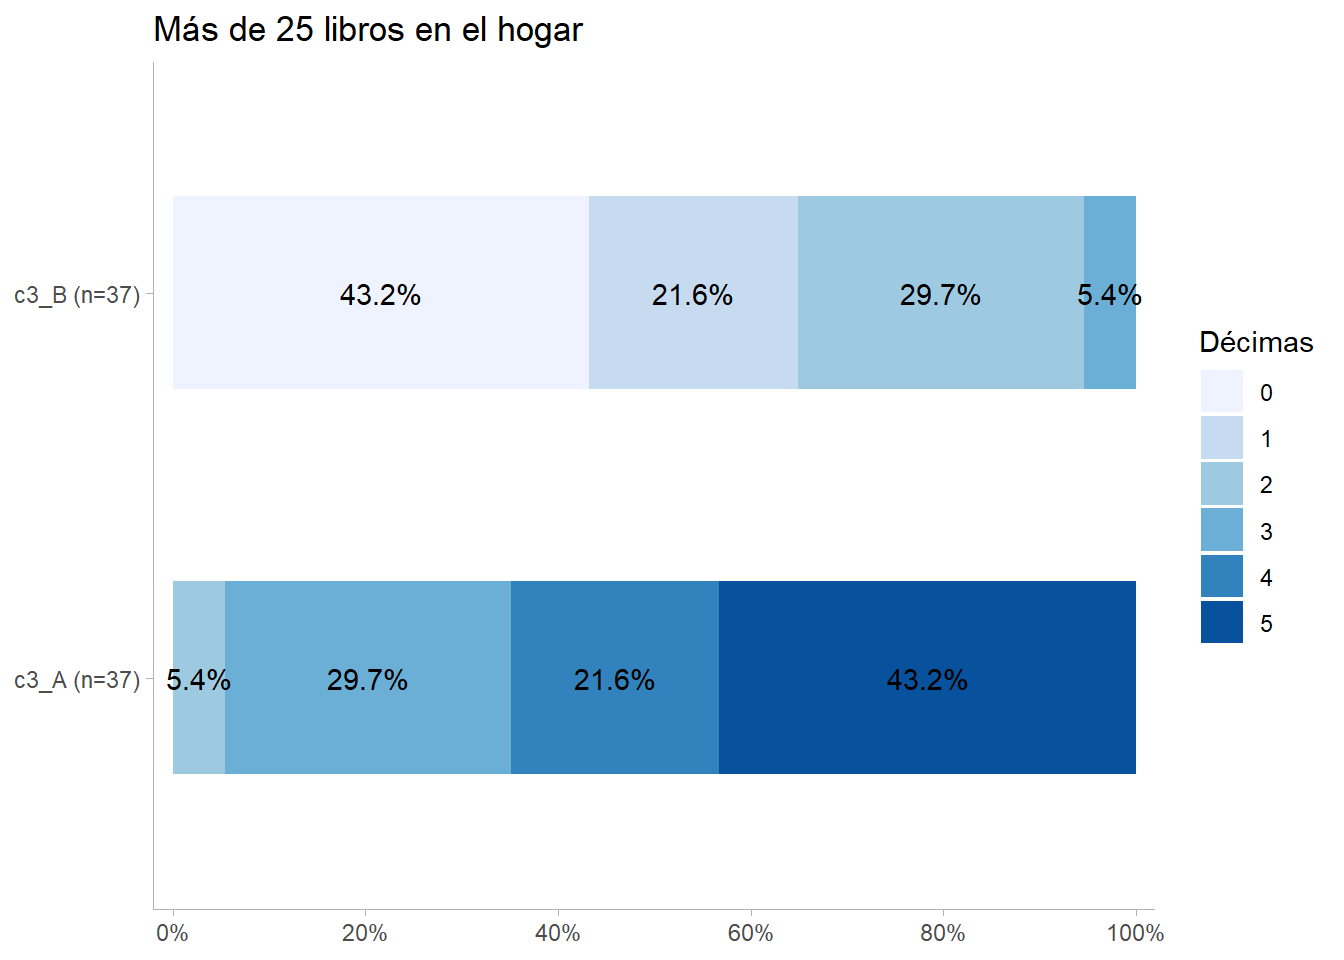 Más de 25 libros en el hogar
c3_B (n=37)
43.2% 21.6% 29.7% 5.4%
c3_A (n=37)
5.4% 29.7% 21.6% 43.2%
0% 20% 40% 60% 80% 100%
Décimas
0
1
2
3
4
5